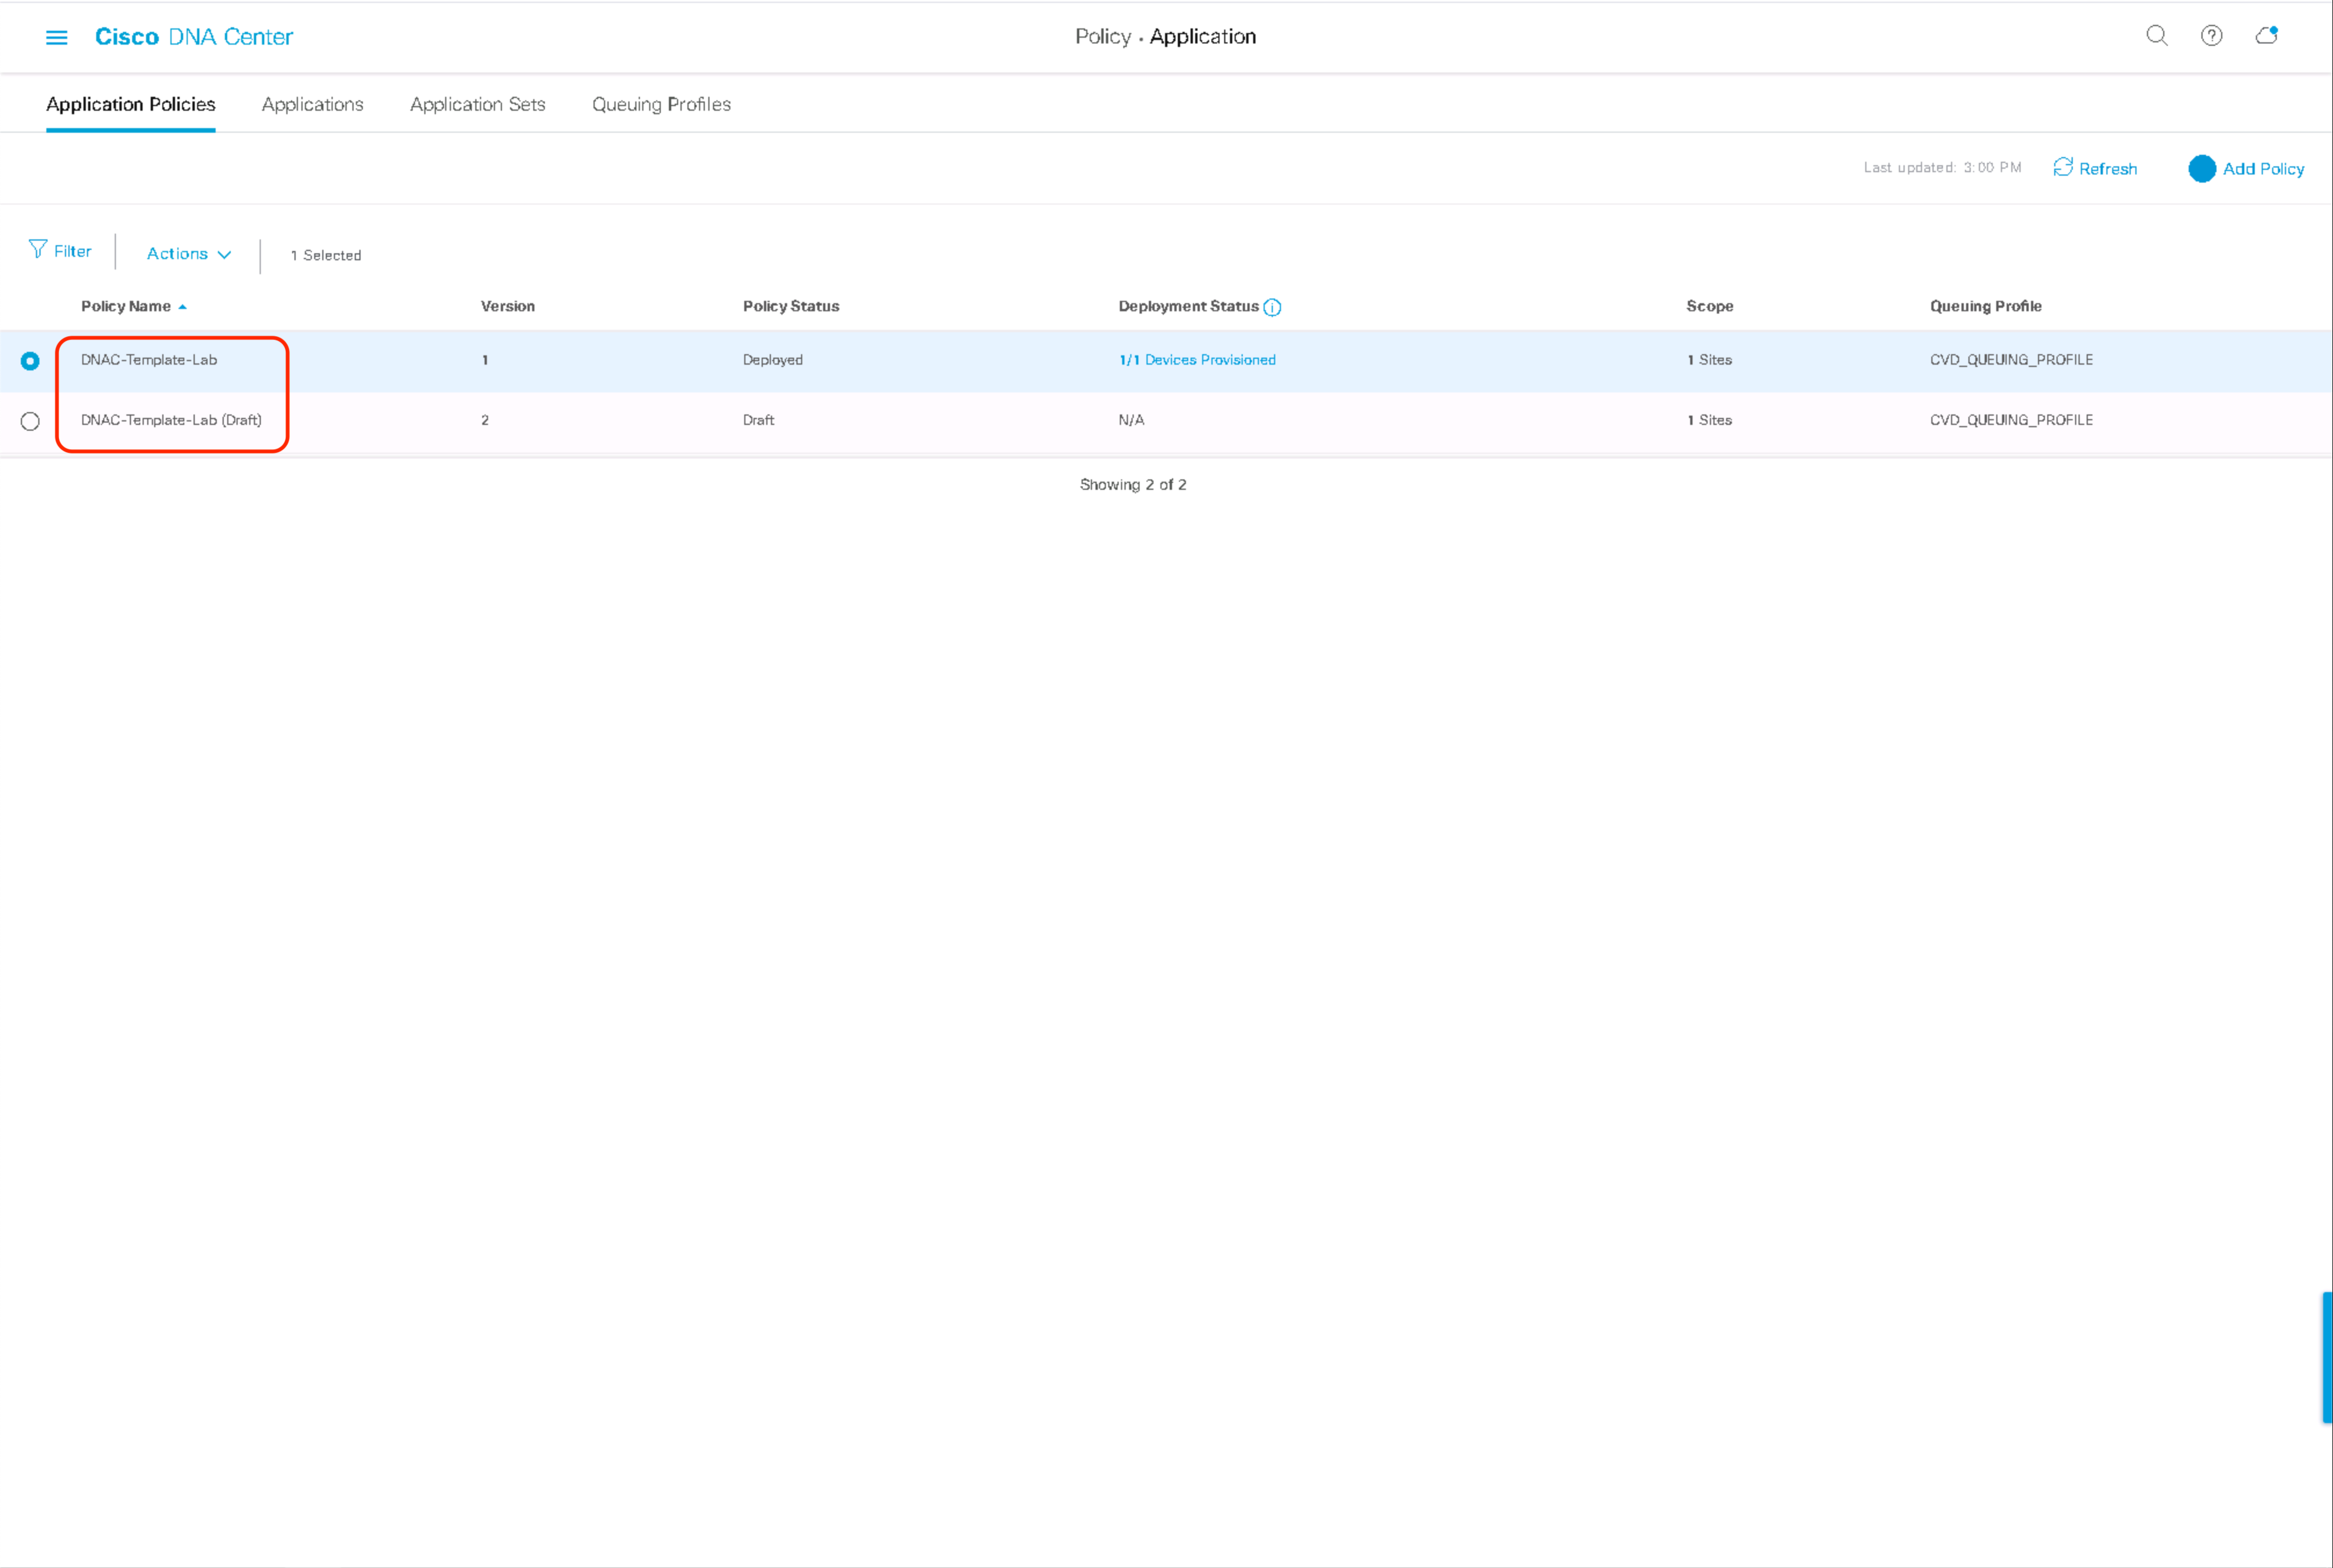 Cisco DNA Center
Policy • Application
Application Policies Applications Application Sets Queuing Profiles
Last updated: 3:00 PM Refresh Add Policy
Filter Actions 1 Selected
Policy Name Version Policy Status Deployment Status Scope Queuing Profile
DNAC-Template-Lab 1 Deployed 1/1 Devices Provisioned 1 Sites CVD_QUEUING_PROFILE
DNAC-Template-Lab (Draft) 2 Draft N/A 1 Sites CVD_QUEUING_PROFILE
Showing 2 of 2